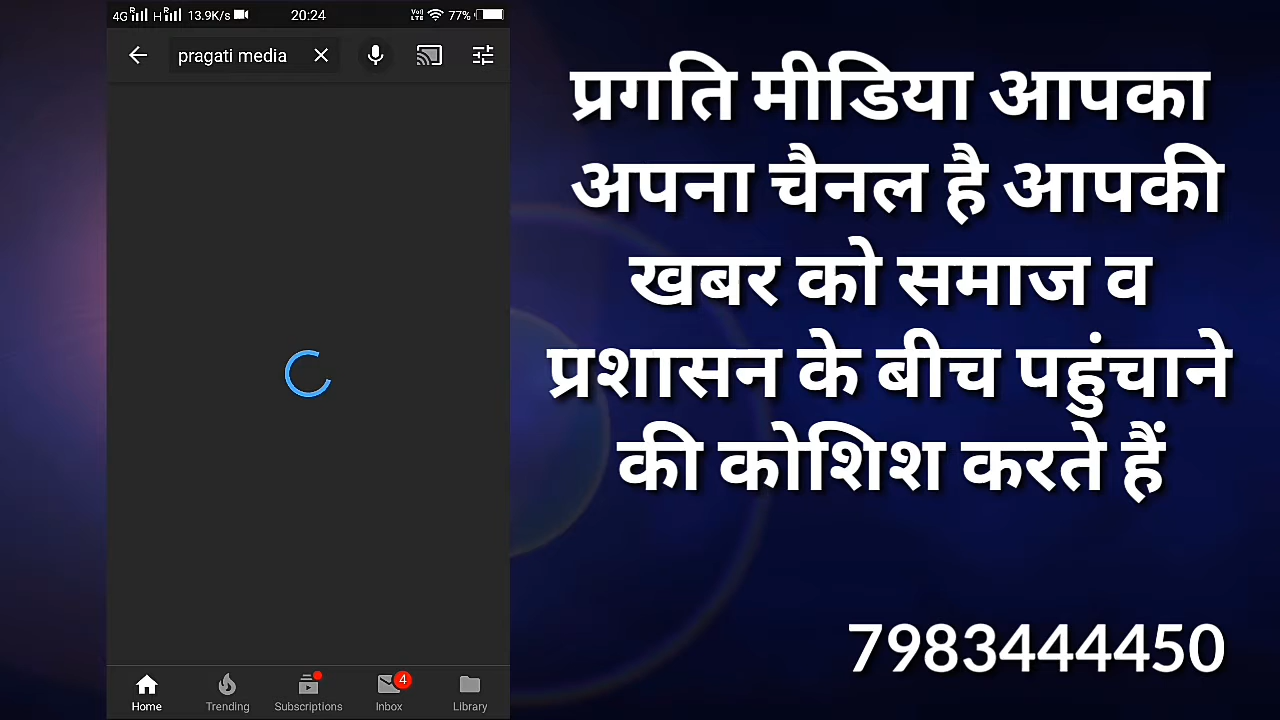 4G R H R 13.9K/s 20:24 VoLTE 77%
pragati media
Home Trending Subscriptions 4 Inbox Library
प्रगति मीडिया आपका
अपना चैनल है आपकी
खबर को समाज व
प्रशासन के बीच पहुंचाने
की कोशिश करते हैं
7983444450